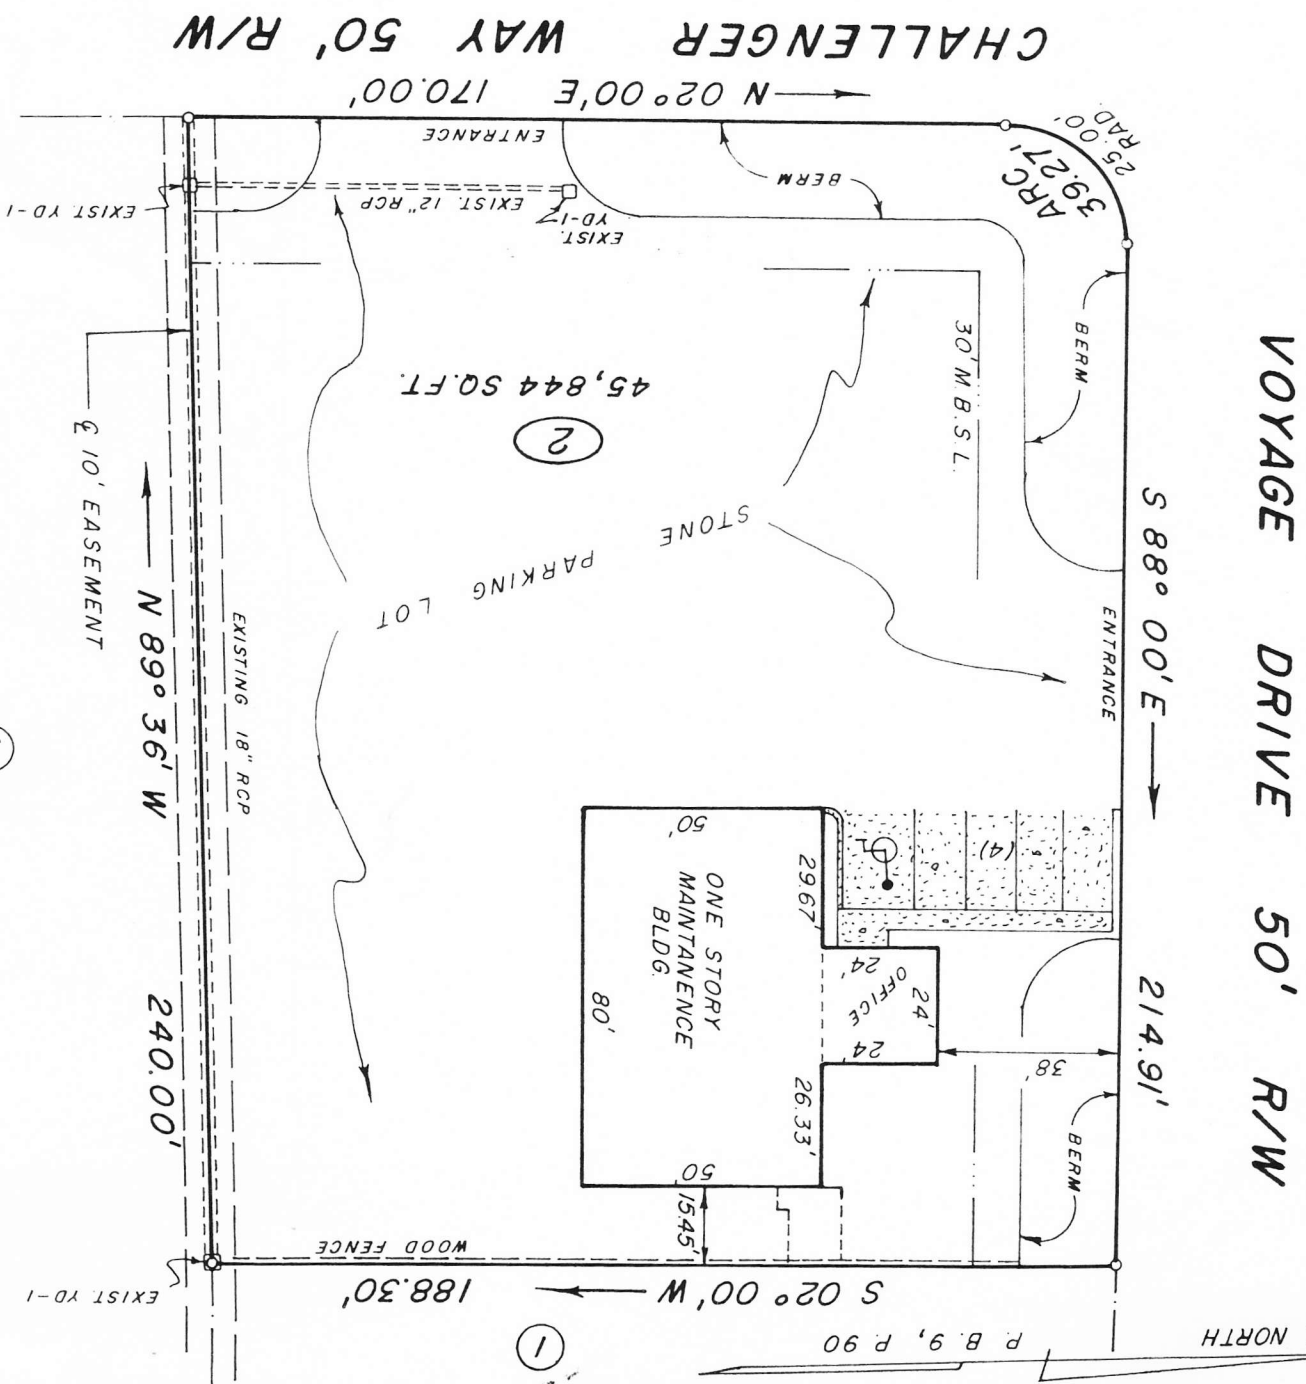 CHALLENGER WAY 50' R/W
N 02° 00' E 170.00'
ENTRANCE
25.00'
RAD
ARC
39.27'
BERM
EXIST YD-1
EXIST. 12" RCP
EXIST.
YD-1
BERM
30' M.B.S.L.
45,844 SQ.FT.
2
℄ 10' EASEMENT
STONE PARKING LOT
VOYAGE DRIVE 50' R/W
S 88° 00' E
214.91'
ENTRANCE
N 89° 36' W
240.00'
EXISTING 18" RCP
50'
ONE STORY
MAINTANENCE
BLDG.
29.67'
(4)
24'
OFFICE
24'
24'
80'
38'
26.33'
50'
BERM
15.45'
WOOD FENCE
EXIST YD-1
S 02° 00' W 188.30'
1
P. B. 9, P. 90
NORTH